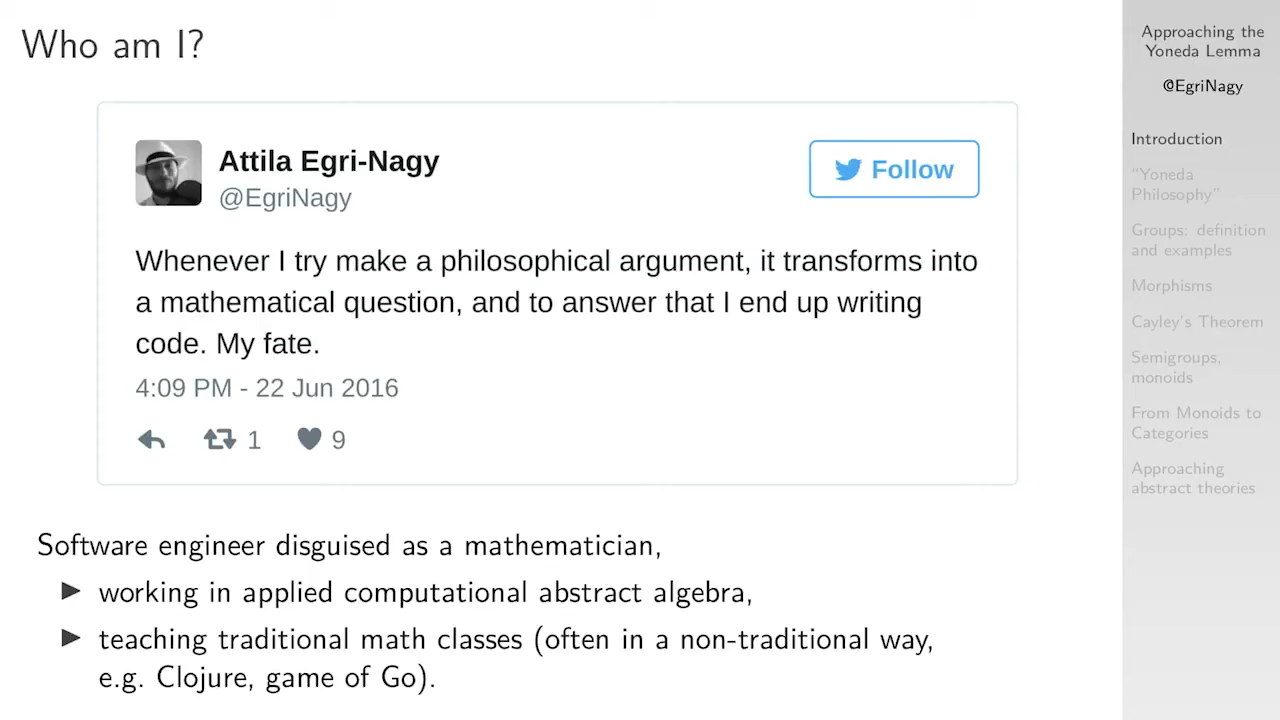 Who am I?
Attila Egri-Nagy
@EgriNagy
Follow
Whenever I try make a philosophical argument, it transforms into
a mathematical question, and to answer that I end up writing
code. My fate.
4:09 PM - 22 Jun 2016
1 9
Software engineer disguised as a mathematician,
▶ working in applied computational abstract algebra,
▶ teaching traditional math classes (often in a non-traditional way,
e.g. Clojure, game of Go).
Approaching the
Yoneda Lemma
@EgriNagy
Introduction
"Yoneda
Philosophy"
Groups: definition
and examples
Morphisms
Cayley's Theorem
Semigroups,
monoids
From Monoids to
Categories
Approaching
abstract theories